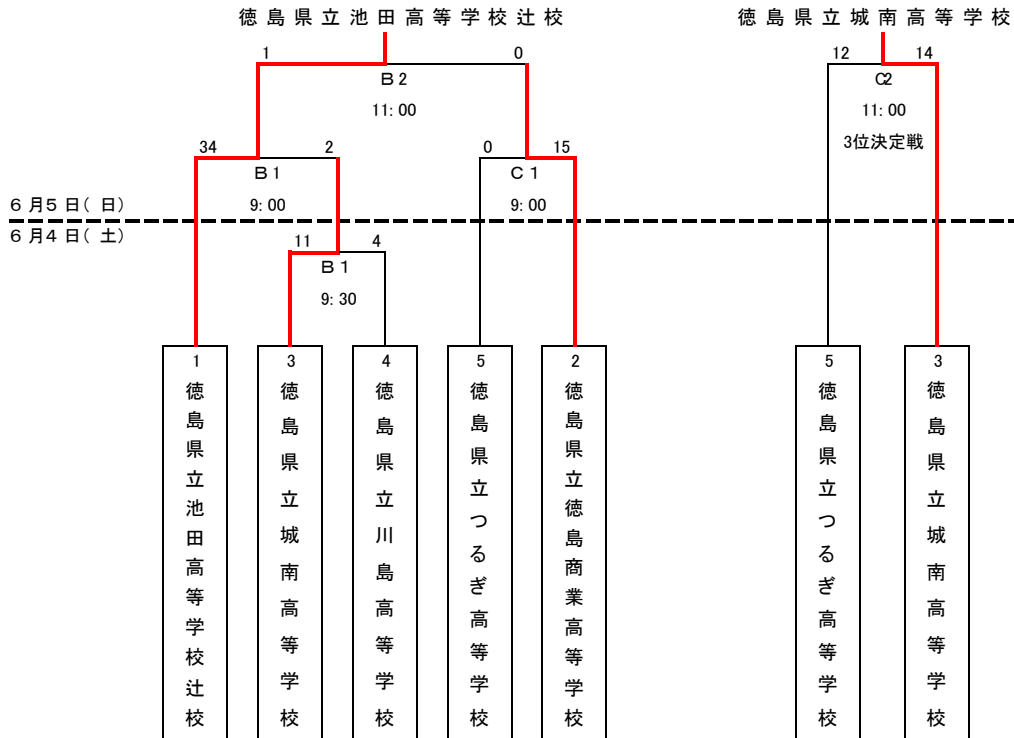 徳島県立池田高等学校辻校
徳島県立城南高等学校
1 0
12 14
B2
C2
11:00
11:00
3位決定戦
34 2
0 15
B1
C1
6月5日(日)
9:00
9:00
6月4日(土)
11 4
B1
9:30
1
徳島県立池田高等学校辻校
3
徳島県立城南高等学校
4
徳島県立川島高等学校
5
徳島県立つるぎ高等学校
2
徳島県立徳島商業高等学校
5
徳島県立つるぎ高等学校
3
徳島県立城南高等学校